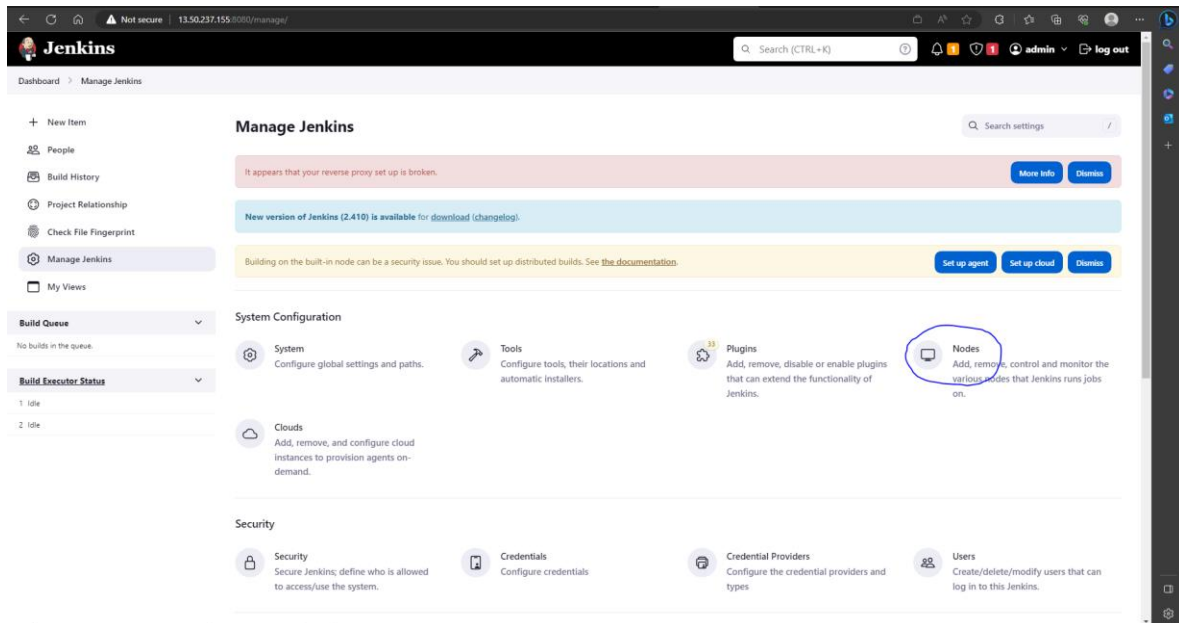 Not secure | 13.50.237.155:8080/manage/
Jenkins
Search (CTRL+K)
1
1
admin
log out
Dashboard > Manage Jenkins
New Item
People
Build History
Project Relationship
Check File Fingerprint
Manage Jenkins
My Views
Build Queue
No builds in the queue.
Build Executor Status
1 Idle
2 Idle
Manage Jenkins
Search settings /
It appears that your reverse proxy set up is broken.
More Info
Dismiss
New version of Jenkins (2.410) is available for download (changelog).
Building on the built-in node can be a security issue. You should set up distributed builds. See the documentation.
Set up agent
Set up cloud
Dismiss
System Configuration
System
Configure global settings and paths.
Tools
Configure tools, their locations and
automatic installers.
33
Plugins
Add, remove, disable or enable plugins
that can extend the functionality of
Jenkins.
Nodes
Add, remove, control and monitor the
various nodes that Jenkins runs jobs
on.
Clouds
Add, remove, and configure cloud
instances to provision agents on-
demand.
Security
Security
Secure Jenkins; define who is allowed
to access/use the system.
Credentials
Configure credentials
Credential Providers
Configure the credential providers and
types
Users
Create/delete/modify users that can
log in to this Jenkins.